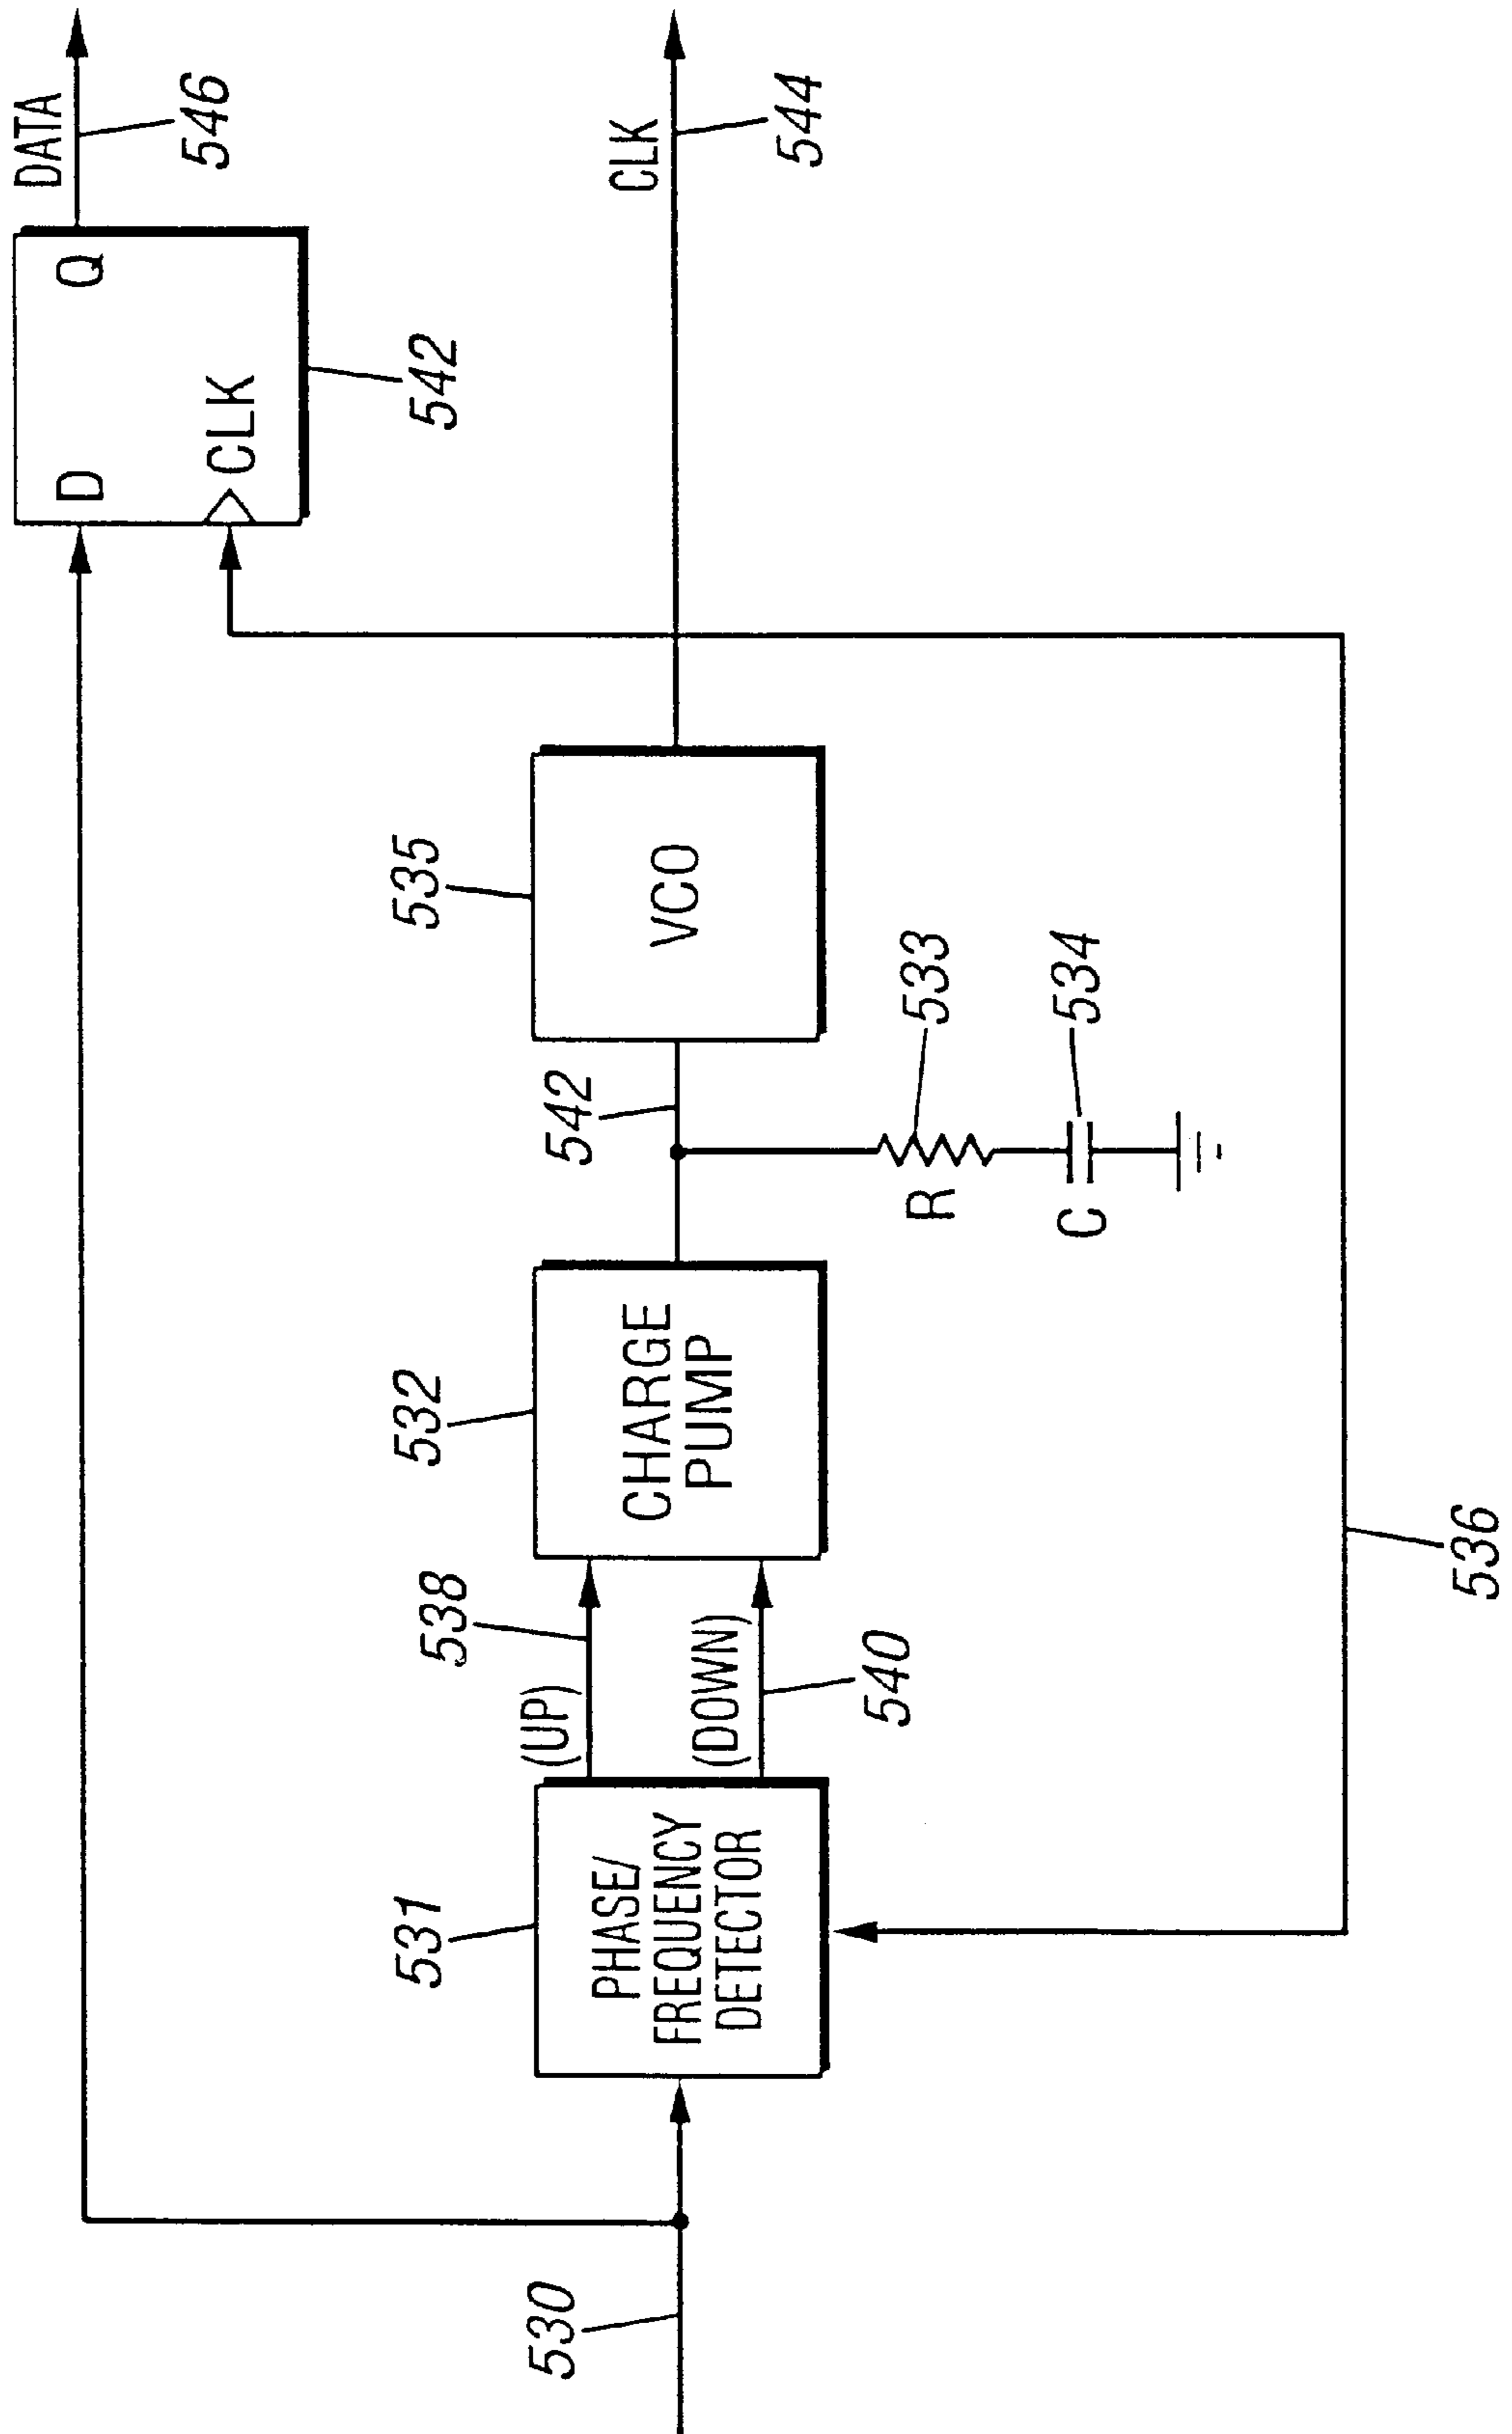 DATA
546
D
Q
CLK
542
CLK
544
535
VCO
542
533
R
534
C
532
CHARGE
PUMP
538
(UP)
(DOWN)
540
531
PHASE/
FREQUENCY
DETECTOR
530
536